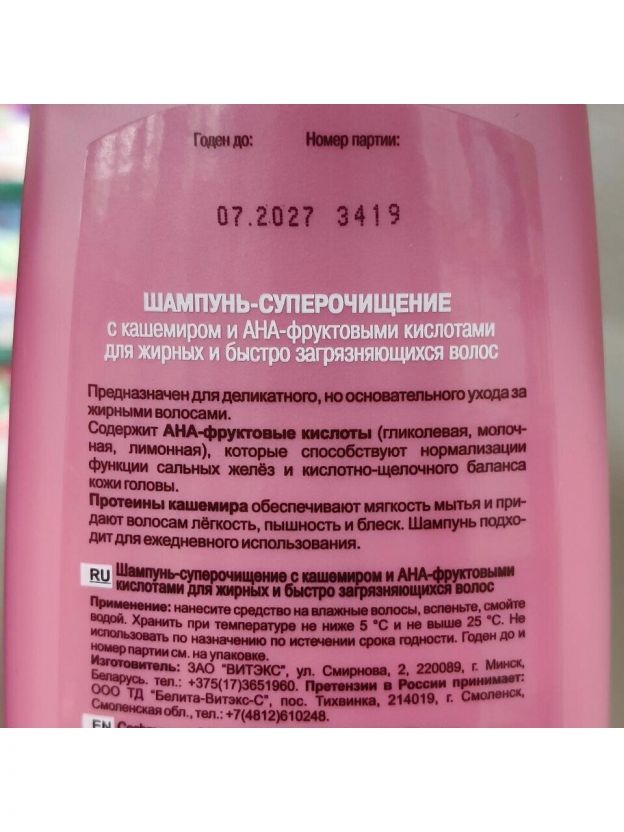 Годен до: Номер партии:
07.2027 3419
ШАМПУНЬ-СУПЕРОЧИЩЕНИЕ
с кашемиром и АНА-фруктовыми кислотами
для жирных и быстро загрязняющихся волос
Предназначен для деликатного, но основательного ухода за
жирными волосами.
Содержит АНА-фруктовые кислоты (гликолевая, молоч-
ная, лимонная), которые способствуют нормализации
функции сальных желёз и кислотно-щелочного баланса
кожи головы.
Протеины кашемира обеспечивают мягкость мытья и при-
дают волосам лёгкость, пышность и блеск. Шампунь подхо-
дит для ежедневного использования.
RU Шампунь-суперочищение с кашемиром и АНА-фруктовыми
кислотами для жирных и быстро загрязняющихся волос
Применение: нанесите средство на влажные волосы, вспеньте, смойте
водой. Хранить при температуре не ниже 5 °С и не выше 25 °С. Не
использовать по назначению по истечении срока годности. Годен до и
номер партии см. на упаковке.
Изготовитель: ЗАО "ВИТЭКС", ул. Смирнова, 2, 220089, г. Минск,
Беларусь. тел.: +375(17)3651960. Претензии в России принимает:
ООО ТД "Белита-Витэкс-С", пос. Тихвинка, 214019, г. Смоленск,
Смоленская обл., тел.: +7(4812)610248.
EN